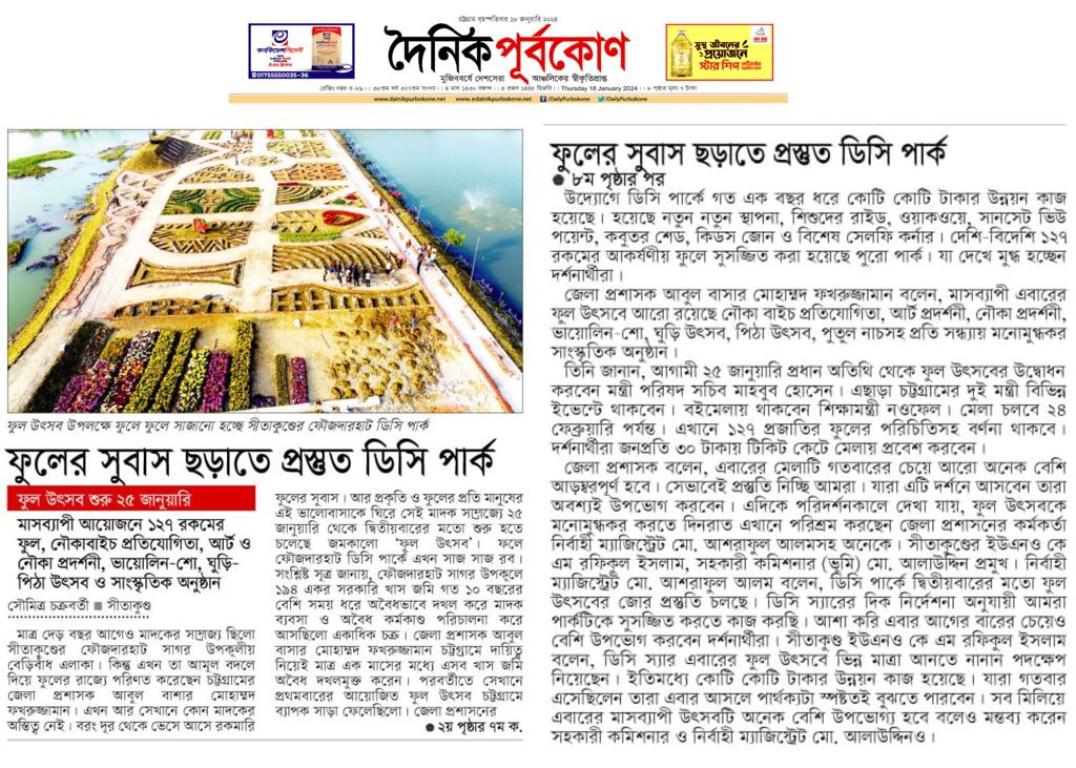 চট্টগ্রাম বৃহস্পতিবার ১৮ জানুয়ারি ২০২৪
দৈনিক পূর্বকোণ
মুজিববর্ষে দেশসেরা আঞ্চলিকের স্বীকৃতিপ্রাপ্ত
Thursday 18 January 2024
www.dainikpurbokone.net www.edainikpurbokone.net /DailyPurbokone /DailyPurbokone
কনফিডেন্স সিমেন্ট
01755550035-36
সুস্থ জীবনের
প্রয়োজনে
স্টার শিপ
ফুল উৎসব উপলক্ষে ফুলে ফুলে সাজানো হচ্ছে সীতাকুণ্ডের ফৌজদারহাট ডিসি পার্ক
ফুলের সুবাস ছড়াতে প্রস্তুত ডিসি পার্ক
ফুল উৎসব শুরু ২৫ জানুয়ারি
মাসব্যাপী আয়োজনে ১২৭ রকমের
ফুল, নৌকাবাইচ প্রতিযোগিতা, আর্ট ও
নৌকা প্রদর্শনী, ভায়োলিন-শো, ঘুড়ি-
পিঠা উৎসব ও সাংস্কৃতিক অনুষ্ঠান
সৌমিত্র চক্রবর্তী ■ সীতাকুণ্ড
মাত্র দেড় বছর আগেও মাদকের সাম্রাজ্য ছিলো
সীতাকুণ্ডের ফৌজদারহাট সাগর উপকূলীয়
বেড়িবাঁধ এলাকা। কিন্তু এখন তা আমূল বদলে
দিয়ে ফুলের রাজ্যে পরিণত করেছেন চট্টগ্রামের
জেলা প্রশাসক আবুল বাশার মোহাম্মদ
ফখরুজ্জামান। এখন আর সেখানে কোন মাদকের
অস্তিত্ব নেই। বরং দূর থেকে ভেসে আসে রকমারি
ফুলের সুবাস। আর প্রকৃতি ও ফুলের প্রতি মানুষের
এই ভালোবাসাকে ঘিরে সেই মাদক সাম্রাজ্যে ২৫
জানুয়ারি থেকে দ্বিতীয়বারের মতো শুরু হতে
চলেছে জমকালো ‘ফুল উৎসব’। ফলে
ফৌজদারহাট ডিসি পার্কে এখন সাজ সাজ রব।
সংশ্লিষ্ট সূত্র জানায়, ফৌজদারহাট সাগর উপকূলে
১৯৪ একর সরকারি খাস জমি গত ১০ বছরের
বেশি সময় ধরে অবৈধভাবে দখল করে মাদক
ব্যবসা ও অবৈধ কর্মকাণ্ড পরিচালনা করে
আসছিলো একাধিক চক্র। জেলা প্রশাসক আবুল
বাসার মোহাম্মদ ফখরুজ্জামান চট্টগ্রামে দায়িত্ব
নিয়েই মাত্র এক মাসের মধ্যে এসব খাস জমি
অবৈধ দখলমুক্ত করেন। পরবর্তীতে সেখানে
প্রথমবারের আয়োজিত ফুল উৎসব চট্টগ্রামে
ব্যাপক সাড়া ফেলেছিলো। জেলা প্রশাসনের
● ২য় পৃষ্ঠার ৭ম ক.
ফুলের সুবাস ছড়াতে প্রস্তুত ডিসি পার্ক
● ৮ম পৃষ্ঠার পর
উদ্যোগে ডিসি পার্কে গত এক বছর ধরে কোটি কোটি টাকার উন্নয়ন কাজ
হয়েছে। হয়েছে নতুন নতুন স্থাপনা, শিশুদের রাইড, ওয়াকওয়ে, সানসেট ভিউ
পয়েন্ট, কবুতর শেড, কিডস জোন ও বিশেষ সেলফি কর্নার। দেশি-বিদেশি ১২৭
রকমের আকর্ষণীয় ফুলে সুসজ্জিত করা হয়েছে পুরো পার্ক। যা দেখে মুগ্ধ হচ্ছেন
দর্শনার্থীরা।
জেলা প্রশাসক আবুল বাসার মোহাম্মদ ফখরুজ্জামান বলেন, মাসব্যাপী এবারের
ফুল উৎসবে আরো রয়েছে নৌকা বাইচ প্রতিযোগিতা, আর্ট প্রদর্শনী, নৌকা প্রদর্শনী,
ভায়োলিন-শো, ঘুড়ি উৎসব, পিঠা উৎসব, পুতুল নাচসহ প্রতি সন্ধ্যায় মনোমুগ্ধকর
সাংস্কৃতিক অনুষ্ঠান।
তিনি জানান, আগামী ২৫ জানুয়ারি প্রধান অতিথি থেকে ফুল উৎসবের উদ্বোধন
করবেন মন্ত্রী পরিষদ সচিব মাহবুব হোসেন। এছাড়া চট্টগ্রামের দুই মন্ত্রী বিভিন্ন
ইভেন্টে থাকবেন। বইমেলায় থাকবেন শিক্ষামন্ত্রী নওফেল। মেলা চলবে ২৪
ফেব্রুয়ারি পর্যন্ত। এখানে ১২৭ প্রজাতির ফুলের পরিচিতিসহ বর্ণনা থাকবে।
দর্শনার্থীরা জনপ্রতি ৩০ টাকায় টিকিট কেটে মেলায় প্রবেশ করবেন।
জেলা প্রশাসক বলেন, এবারের মেলাটি গতবারের চেয়ে আরো অনেক বেশি
আড়ম্বরপূর্ণ হবে। সেভাবেই প্রস্তুতি নিচ্ছি আমরা। যারা এটি দর্শনে আসবেন তারা
অবশ্যই উপভোগ করবেন। এদিকে পরিদর্শনকালে দেখা যায়, ফুল উৎসবকে
মনোমুগ্ধকর করতে দিনরাত এখানে পরিশ্রম করছেন জেলা প্রশাসনের কর্মকর্তা
নির্বাহী ম্যাজিস্ট্রেট মো. আশরাফুল আলমসহ অনেকে। সীতাকুণ্ডের ইউএনও কে
এম রফিকুল ইসলাম, সহকারী কমিশনার (ভূমি) মো. আলাউদ্দিন প্রমুখ। নির্বাহী
ম্যাজিস্ট্রেট মো. আশরাফুল আলম বলেন, ডিসি পার্কে দ্বিতীয়বারের মতো ফুল
উৎসবের জোর প্রস্তুতি চলছে। ডিসি স্যারের দিক নির্দেশনা অনুযায়ী আমরা
পার্কটিকে সুসজ্জিত করতে কাজ করছি। আশা করি এবার আগের বারের চেয়েও
বেশি উপভোগ করবেন দর্শনার্থীরা। সীতাকুণ্ড ইউএনও কে এম রফিকুল ইসলাম
বলেন, ডিসি স্যার এবারের ফুল উৎসবে ভিন্ন মাত্রা আনতে নানান পদক্ষেপ
নিয়েছেন। ইতিমধ্যে কোটি কোটি টাকার উন্নয়ন কাজ হয়েছে। যারা গতবার
এসেছিলেন তারা এবার আসলে পার্থক্যটা স্পষ্টতই বুঝতে পারবেন। সব মিলিয়ে
এবারের মাসব্যাপী উৎসবটি অনেক বেশি উপভোগ্য হবে বলেও মন্তব্য করেন
সহকারী কমিশনার ও নির্বাহী ম্যাজিস্ট্রেট মো. আলাউদ্দিনও।